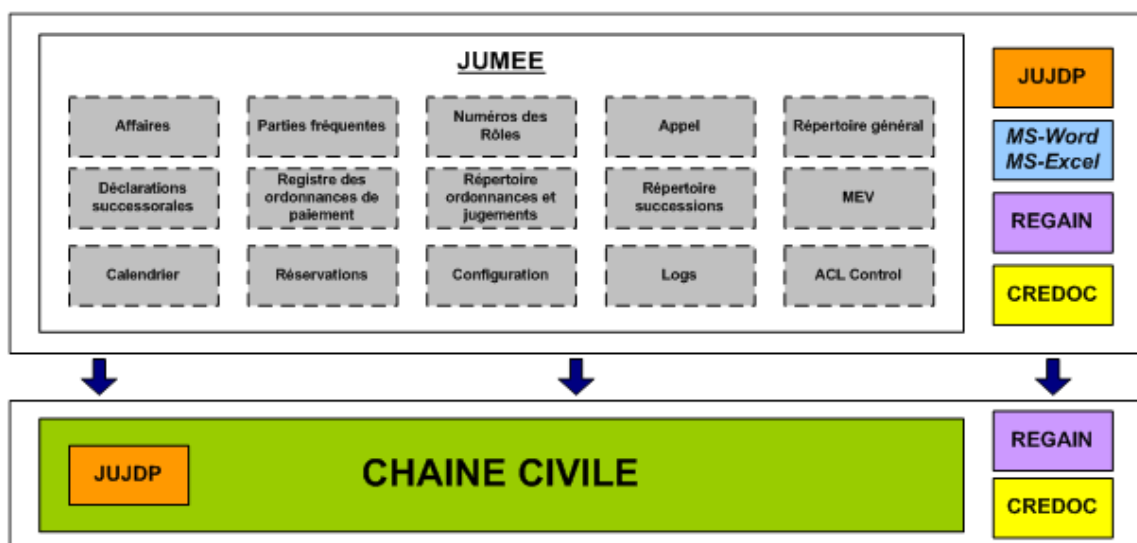 JUMEE
JUJDP
Affaires
Parties fréquentes
Numéros des
Rôles
Appel
Répertoire général
MS-Word
MS-Excel
Déclarations
successorales
Registre des
ordonnances de
paiement
Répertoire
ordonnances et
jugements
Répertoire
successions
MEV
REGAIN
Calendrier
Réservations
Configuration
Logs
ACL Control
CREDOC
JUJDP
CHAINE CIVILE
REGAIN
CREDOC